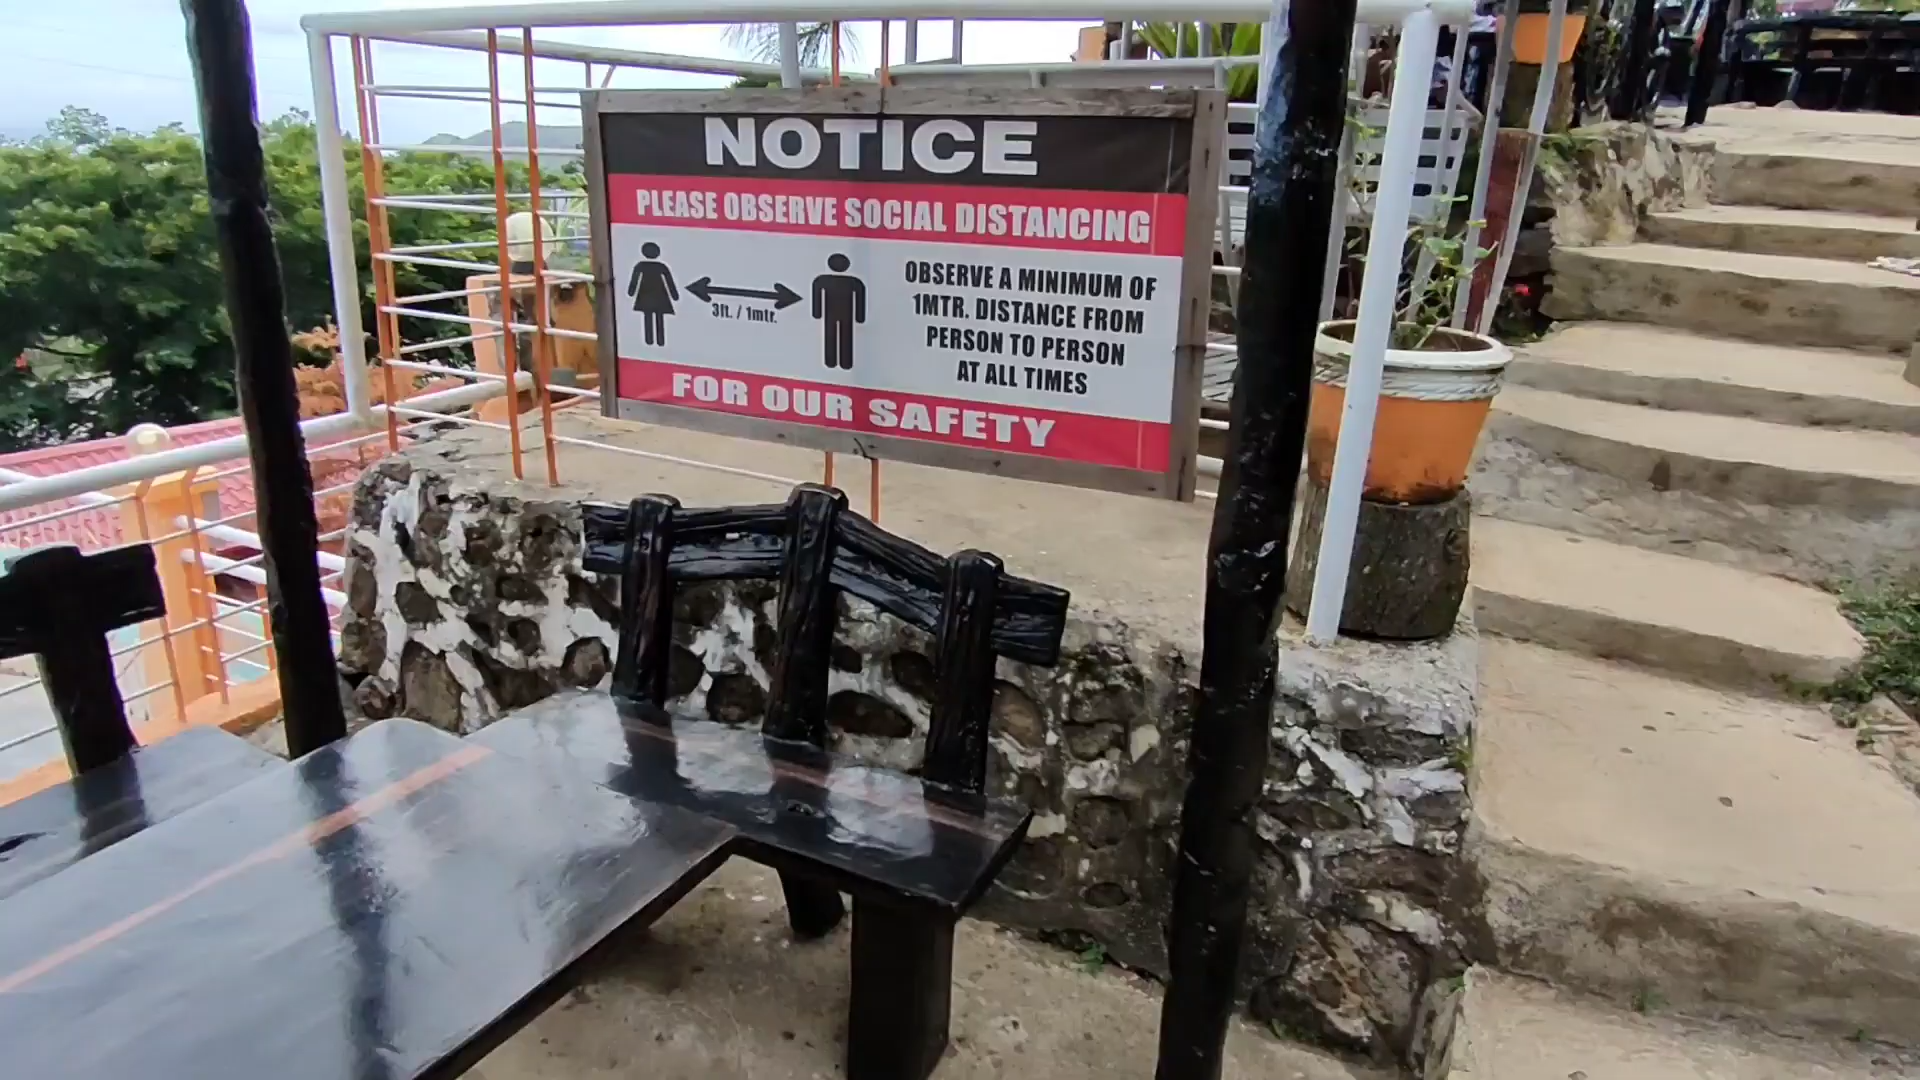 NOTICE
PLEASE OBSERVE SOCIAL DISTANCING
3ft. / 1mtr.
OBSERVE A MINIMUM OF
1MTR. DISTANCE FROM
PERSON TO PERSON
AT ALL TIMES
FOR OUR SAFETY